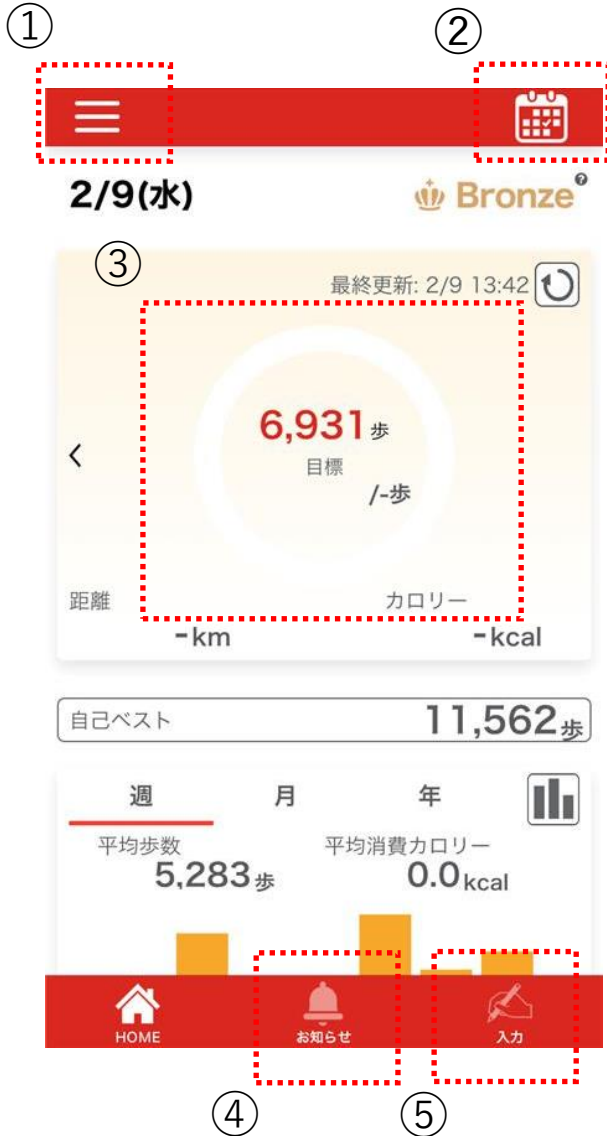 ① ②
2/9(水) Bronze?
③
最終更新: 2/9 13:42
6,931歩
目標
/-歩
距離 カロリー
-km -kcal
自己ベスト 11,562歩
週 月 年
平均歩数 平均消費カロリー
5,283歩 0.0kcal
HOME お知らせ 入力
④ ⑤